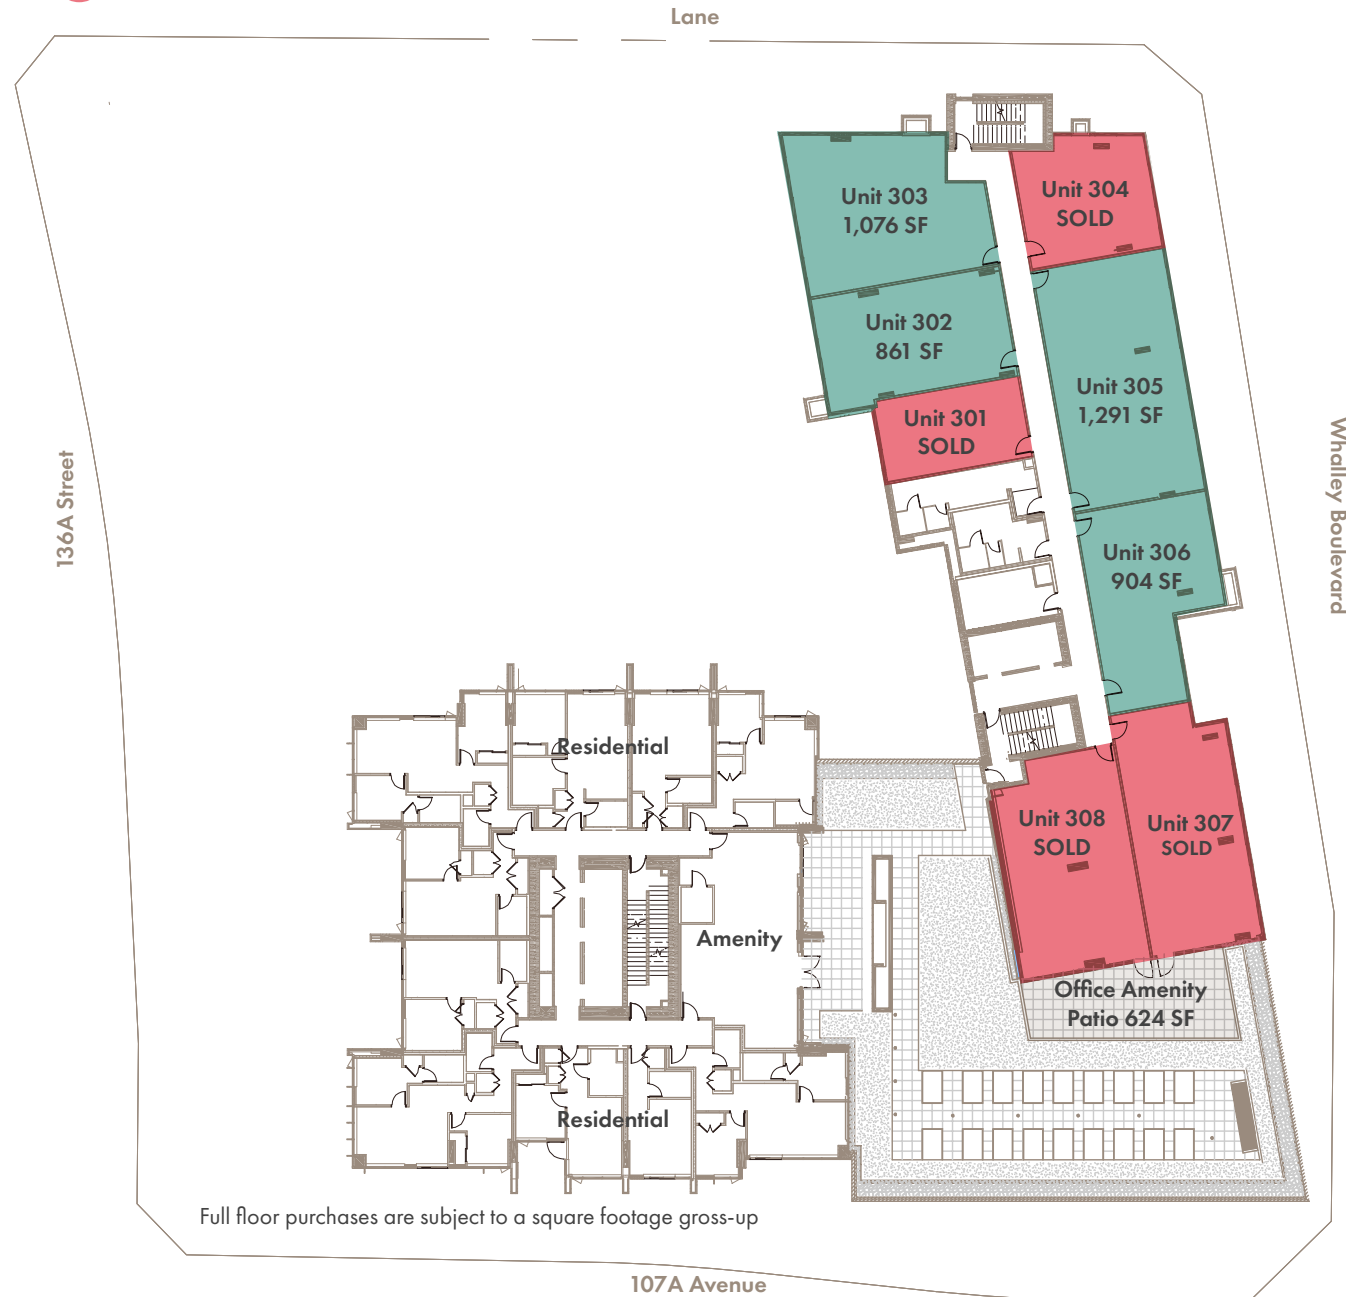 Lane
Unit 303
1,076 SF
Unit 304
SOLD
Unit 302
861 SF
Unit 305
1,291 SF
Unit 301
SOLD
136A Street
Whalley Boulevard
Unit 306
904 SF
Residential
Unit 308
SOLD
Unit 307
SOLD
Amenity
Office Amenity
Patio 624 SF
Residential
Full floor purchases are subject to a square footage gross-up
107A Avenue